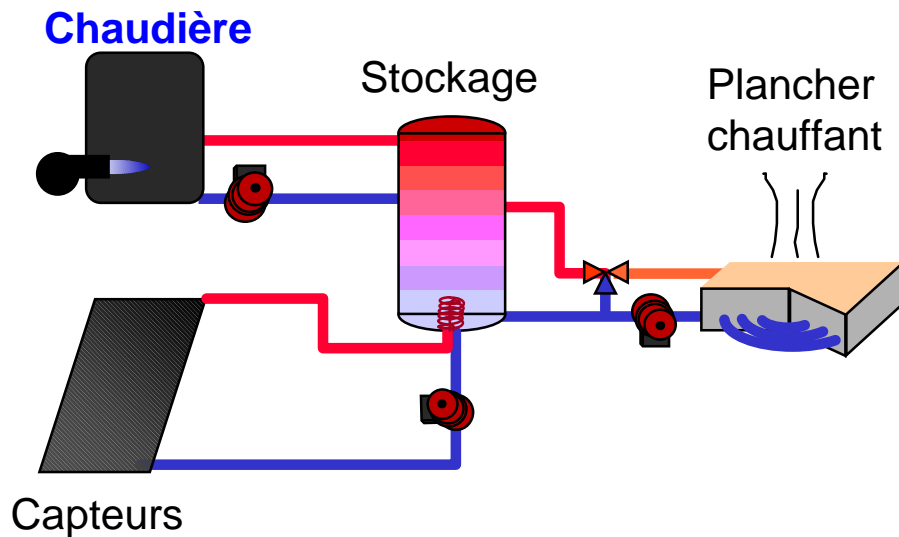 Chaudière
Stockage
Plancher
chauffant
Capteurs